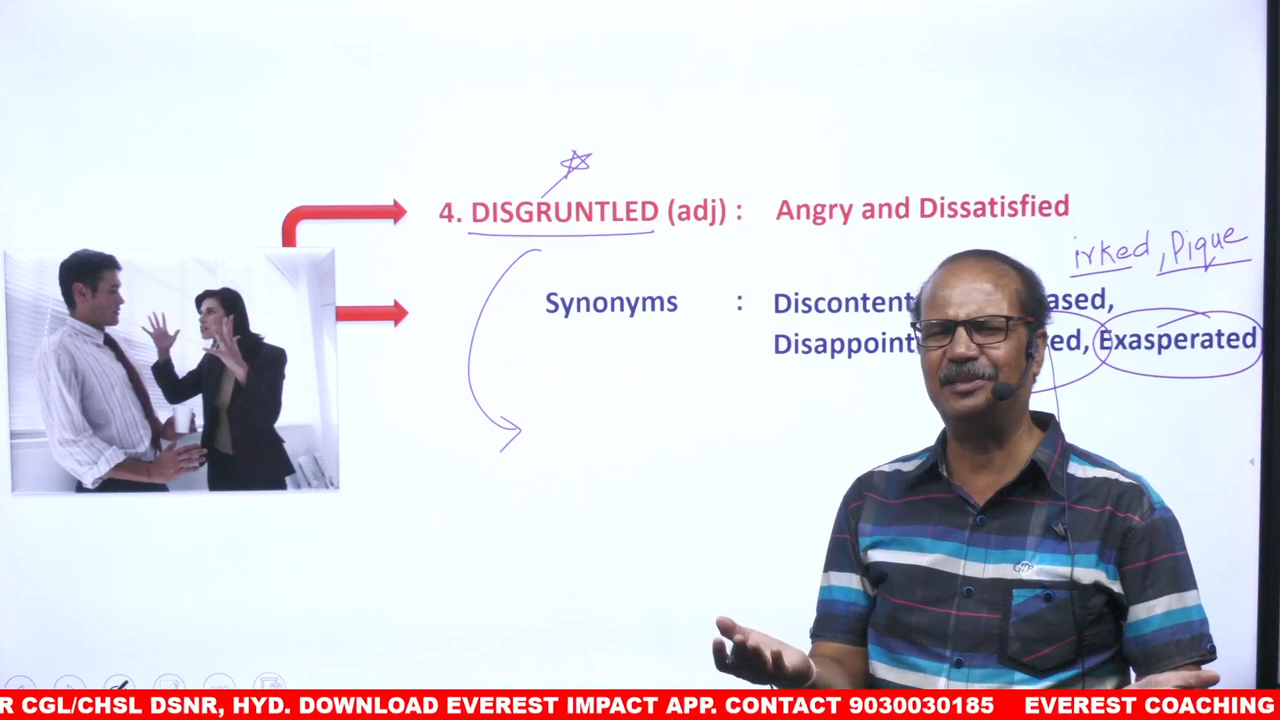 4. DISGRUNTLED (adj) : Angry and Dissatisfied
irked, Pique
Synonyms : Discontent ased,
Disappoint ed, Exasperated
R CGL/CHSL DSNR, HYD. DOWNLOAD EVEREST IMPACT APP. CONTACT 9030030185 EVEREST COACHING